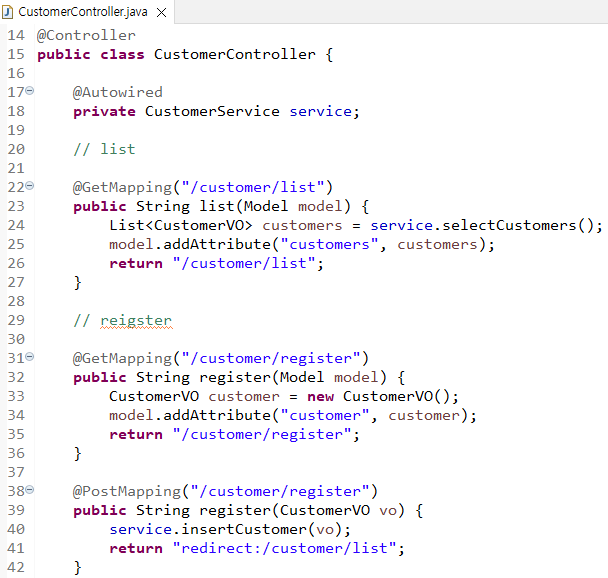 CustomerController.java
14 @Controller
15 public class CustomerController {
16
17 @Autowired
18 private CustomerService service;
19
20 // list
21
22 @GetMapping("/customer/list")
23 public String list(Model model) {
24 List<CustomerVO> customers = service.selectCustomers();
25 model.addAttribute("customers", customers);
26 return "/customer/list";
27 }
28
29 // reigster
30
31 @GetMapping("/customer/register")
32 public String register(Model model) {
33 CustomerVO customer = new CustomerVO();
34 model.addAttribute("customer", customer);
35 return "/customer/register";
36 }
37
38 @PostMapping("/customer/register")
39 public String register(CustomerVO vo) {
40 service.insertCustomer(vo);
41 return "redirect:/customer/list";
42 }